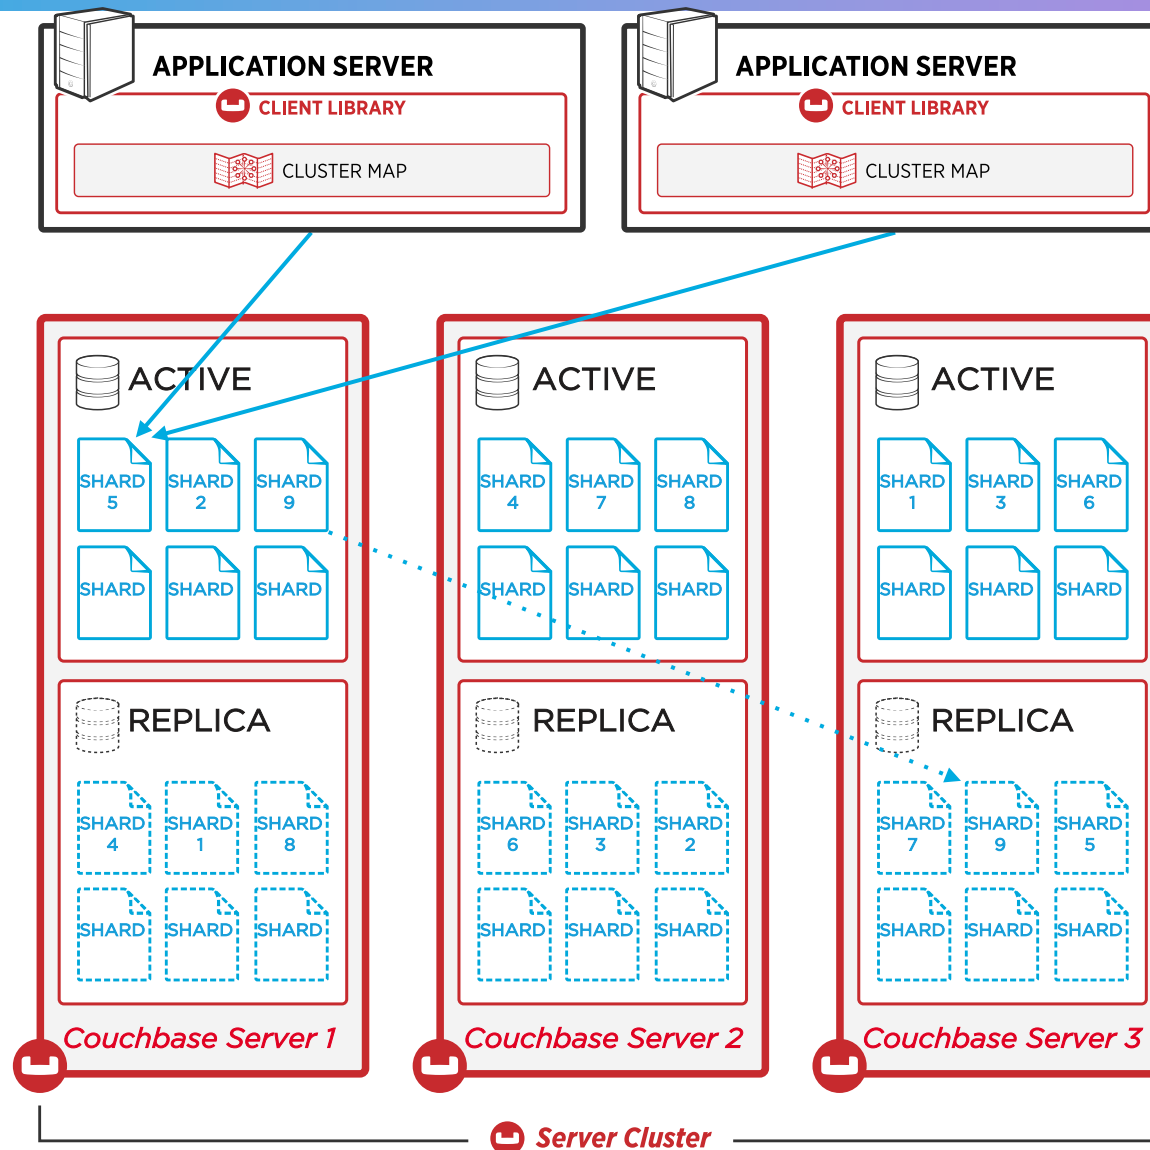 APPLICATION SERVER
CLIENT LIBRARY
CLUSTER MAP
APPLICATION SERVER
CLIENT LIBRARY
CLUSTER MAP
ACTIVE
SHARD 5
SHARD 2
SHARD 9
SHARD
SHARD
SHARD
REPLICA
SHARD 4
SHARD 1
SHARD 8
SHARD
SHARD
SHARD
Couchbase Server 1
ACTIVE
SHARD 4
SHARD 7
SHARD 8
SHARD
SHARD
SHARD
REPLICA
SHARD 6
SHARD 3
SHARD 2
SHARD
SHARD
SHARD
Couchbase Server 2
ACTIVE
SHARD 1
SHARD 3
SHARD 6
SHARD
SHARD
SHARD
REPLICA
SHARD 7
SHARD 9
SHARD 5
SHARD
SHARD
SHARD
Couchbase Server 3
Server Cluster